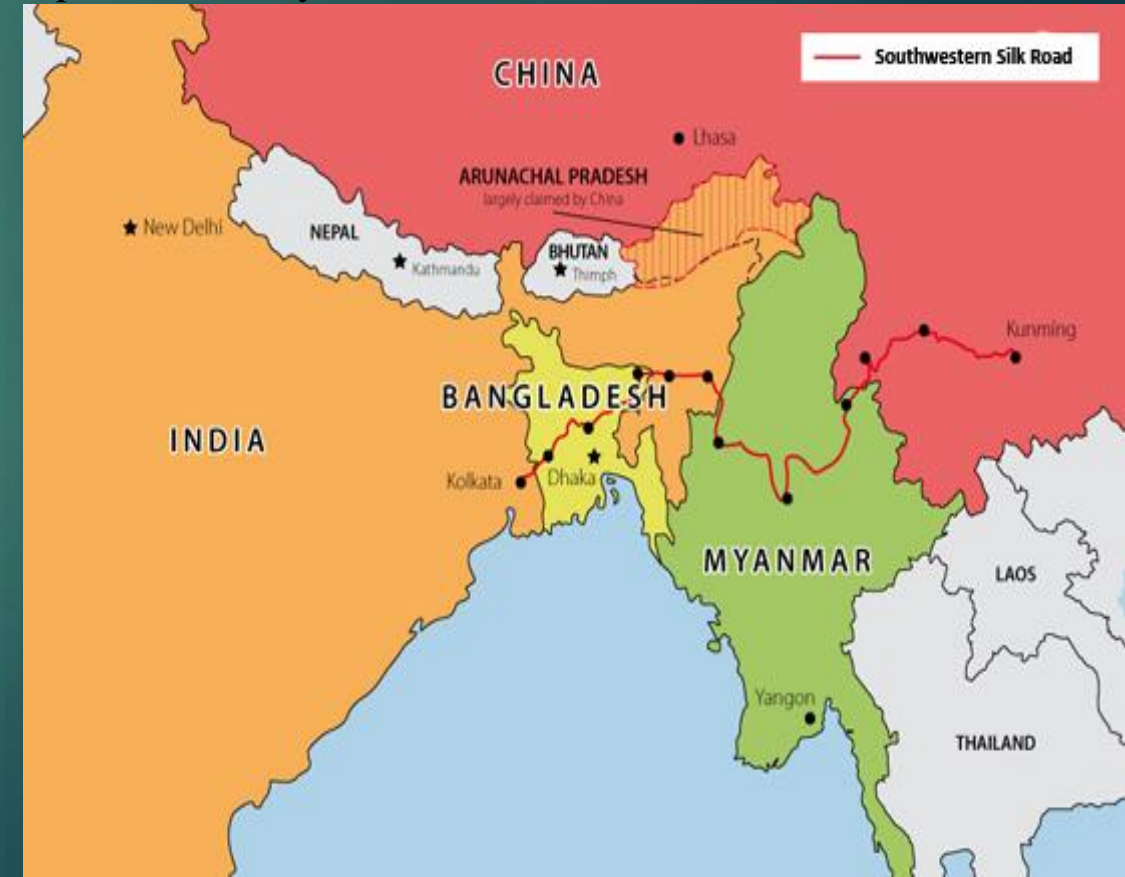 CHINA
Southwestern Silk Road
Lhasa
ARUNACHAL PRADESH
largely claimed by China
New Delhi
NEPAL
Kathmandu
BHUTAN
Thimph
Kunming
BANGLADESH
INDIA
Kolkata
Dhaka
MYANMAR
LAOS
Yangon
THAILAND